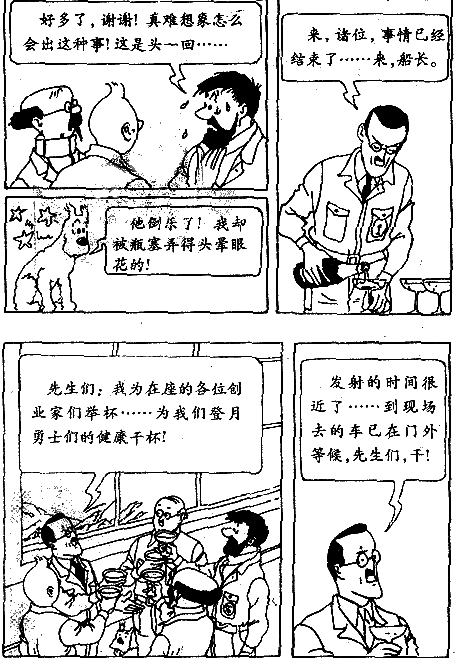 好多了，谢谢！真难想象怎么
会出这种事！这是头一回……
来，诸位，事情已经
结束了……来，船长。
他倒乐了！我却
被瓶塞弄得头晕眼
花的！
先生们；我为在座的各位创
业家们举杯……为我们登月
勇士们的健康干杯！
发射的时间很
近了……到现场
去的车已在门外
等候，先生们，干！